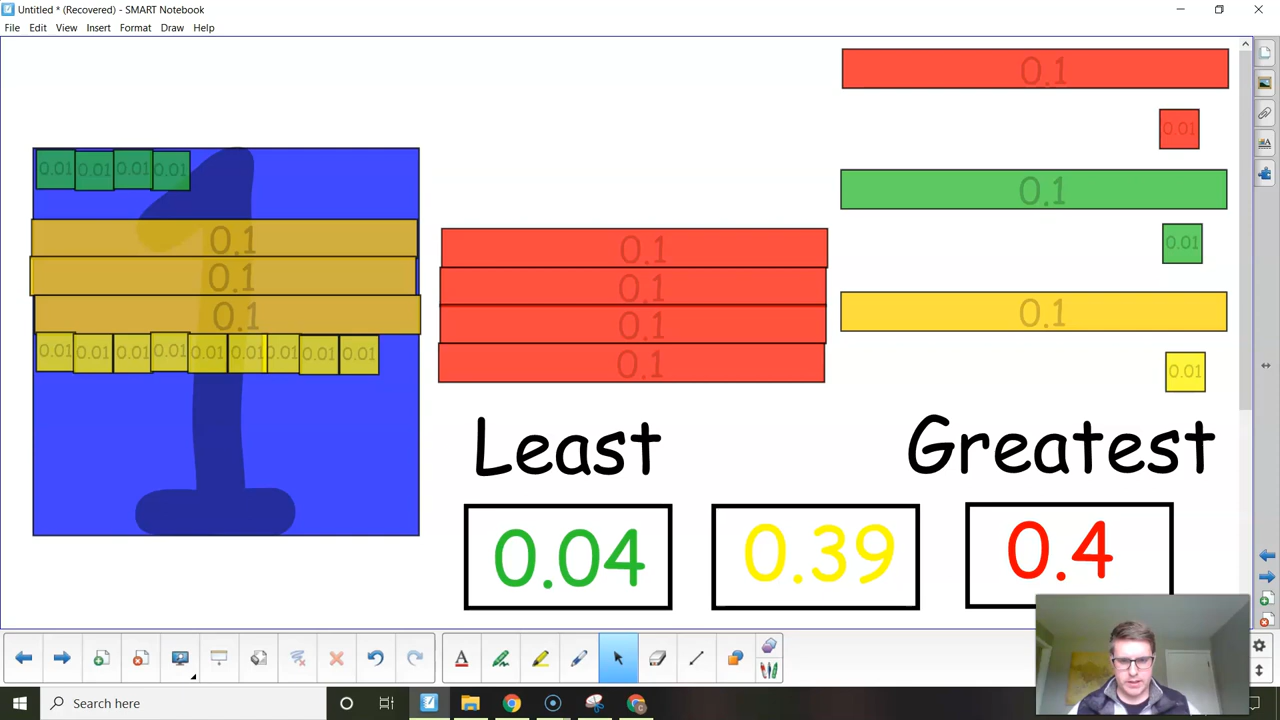 Untitled * (Recovered) - SMART Notebook
File Edit View Insert Format Draw Help
0.1
0.01
0.01 0.01 0.01 0.01
0.1
0.01
0.1
0.1
0.1
0.1
0.1
0.1
0.1
0.1
0.01 0.01 0.01 0.01 0.01 0.01 0.01 0.01 0.01
0.1
0.01
Least Greatest
0.04 0.39 0.4
Search here